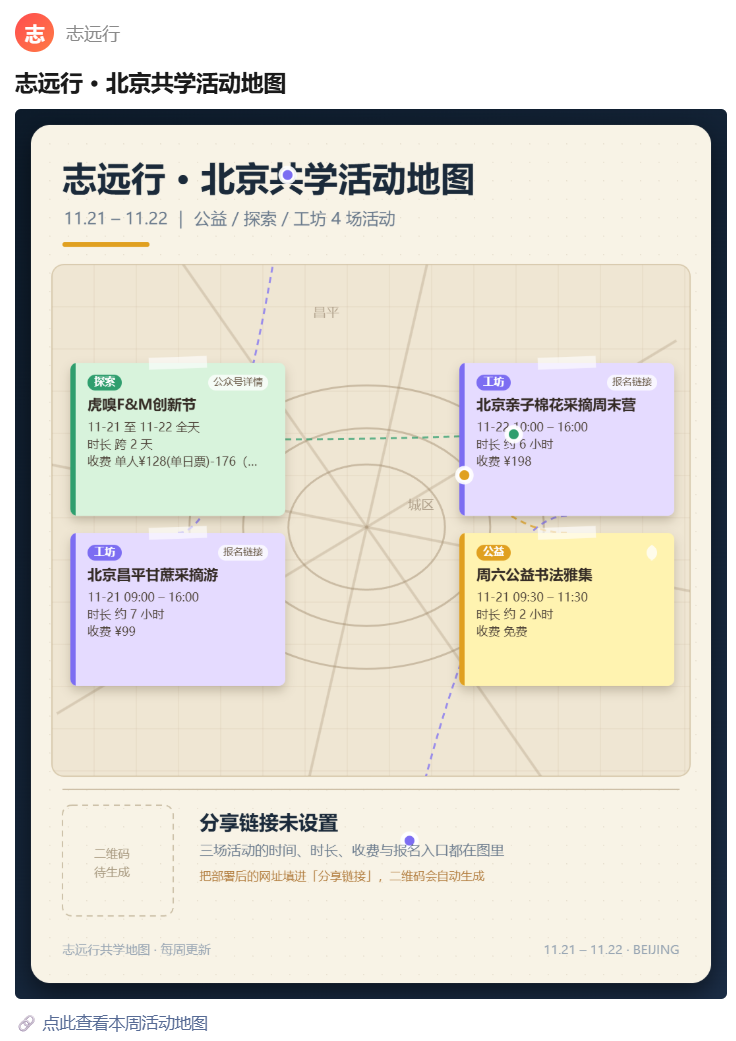 志 志远行
志远行 • 北京共学活动地图
志远行 • 北京共学活动地图
11.21 – 11.22 | 公益 / 探索 / 工坊 4 场活动
昌平
探索 公众号详情
虎嗅F&M创新节
11-21 至 11-22 全天
时长 跨 2 天
收费 单人¥128(单日票)-176（...
工坊 报名链接
北京亲子棉花采摘周末营
11-22 10:00 – 16:00
时长 约 6 小时
收费 ¥198
城区
工坊 报名链接
北京昌平甘蔗采摘游
11-21 09:00 – 16:00
时长 约 7 小时
收费 ¥99
公益
周六公益书法雅集
11-21 09:30 – 11:30
时长 约 2 小时
收费 免费
二维码
待生成
分享链接未设置
三场活动的时间、时长、收费与报名入口都在图里
把部署后的网址填进「分享链接」，二维码会自动生成
志远行共学地图 · 每周更新
11.21 – 11.22 · BEIJING
点此查看本周活动地图